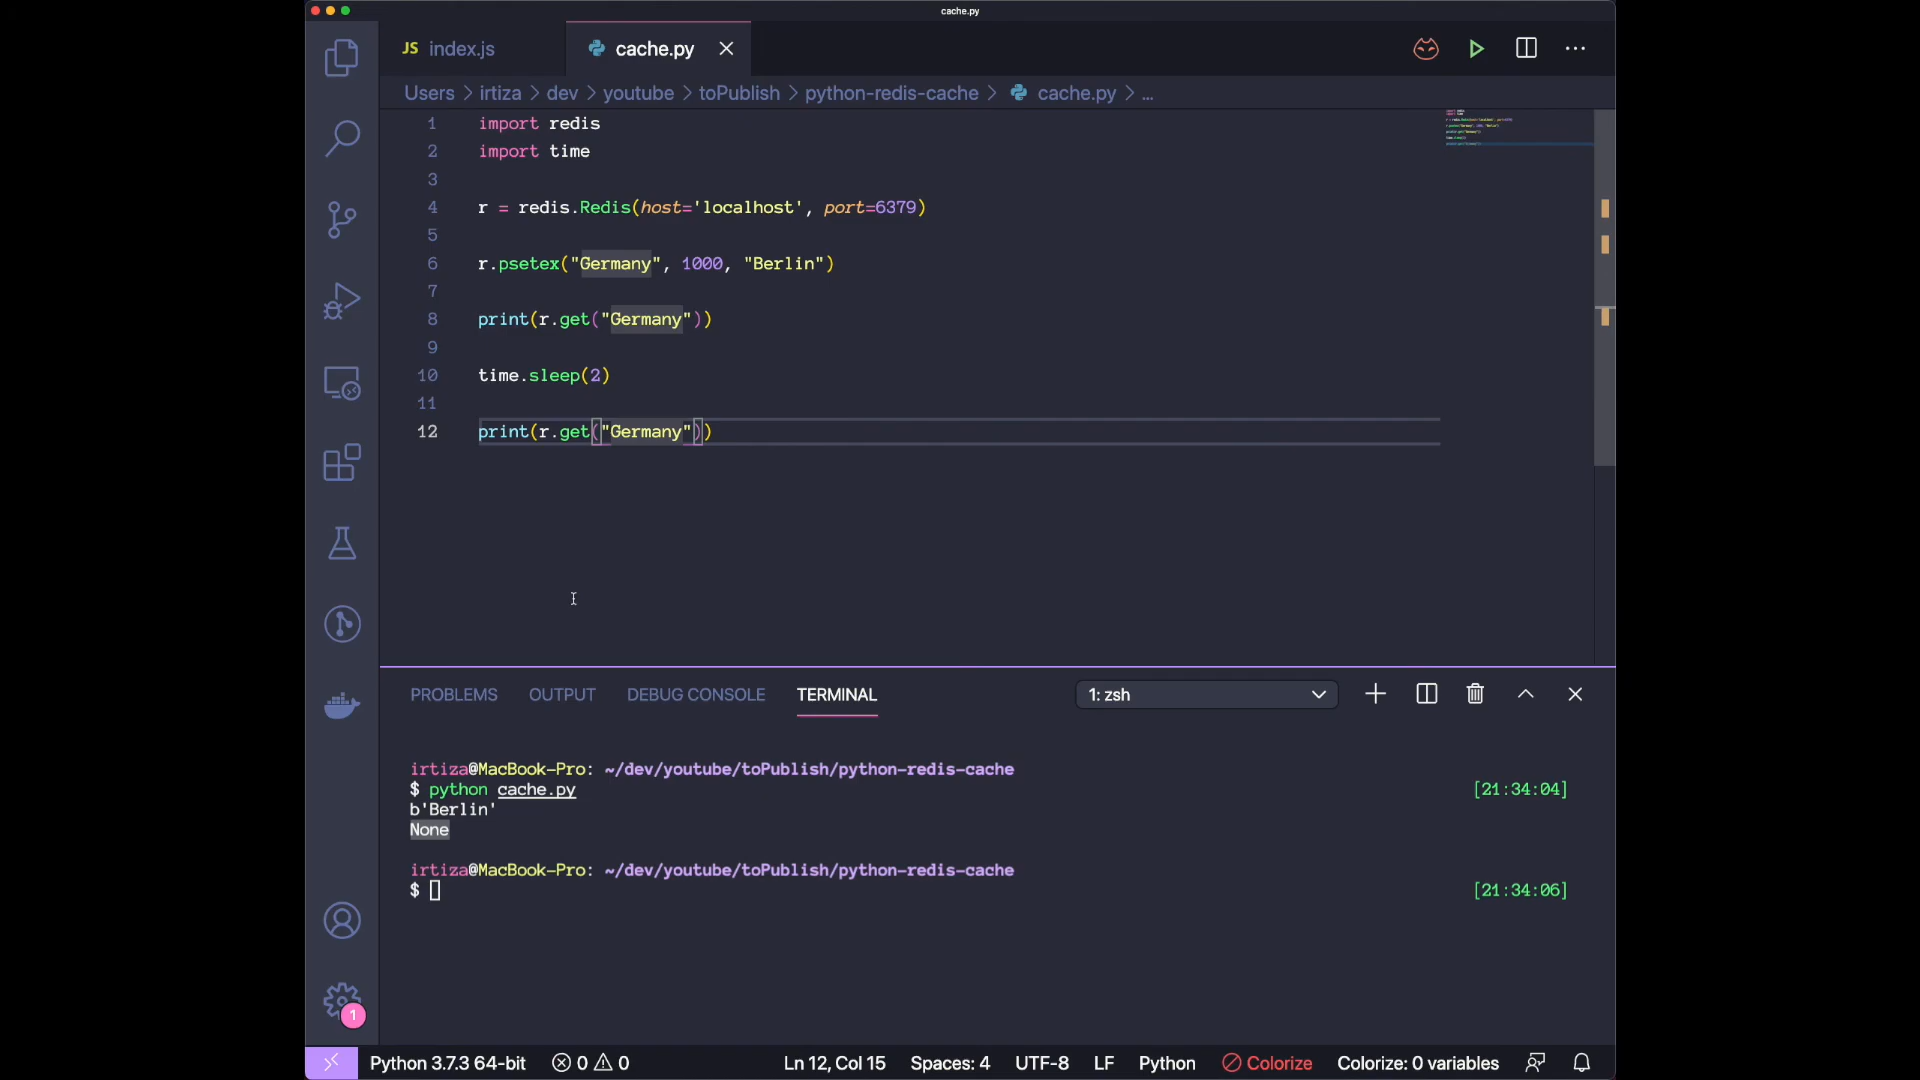 cache.py
JS index.js
cache.py
Users > irtiza > dev > youtube > toPublish > python-redis-cache > cache.py > ...
1 import redis
2 import time
3
4 r = redis.Redis(host='localhost', port=6379)
5
6 r.psetex("Germany", 1000, "Berlin")
7
8 print(r.get("Germany"))
9
10 time.sleep(2)
11
12 print(r.get("Germany"))
PROBLEMS OUTPUT DEBUG CONSOLE TERMINAL 1: zsh
irtiza@MacBook-Pro: ~/dev/youtube/toPublish/python-redis-cache
$ python cache.py [21:34:04]
b'Berlin'
None
irtiza@MacBook-Pro: ~/dev/youtube/toPublish/python-redis-cache
$ [21:34:06]
1
Python 3.7.3 64-bit 0 0 Ln 12, Col 15 Spaces: 4 UTF-8 LF Python Colorize Colorize: 0 variables